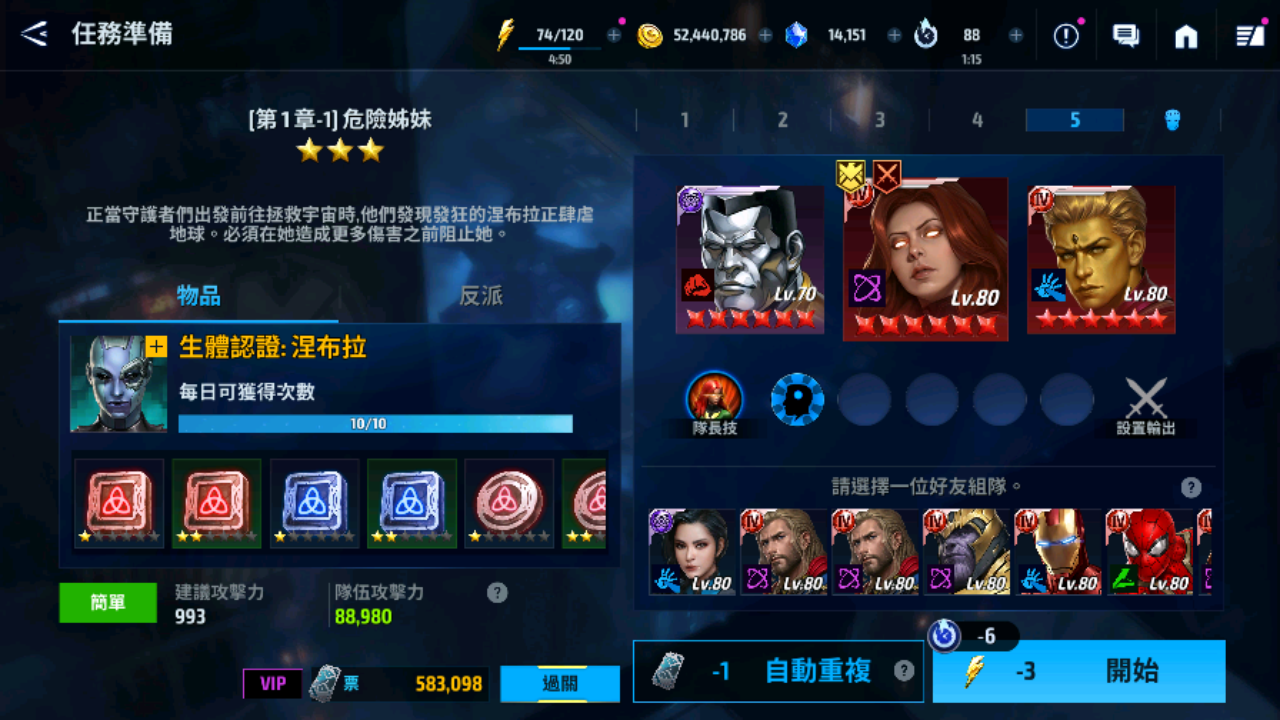 任務準備
74/120
4:50
52,440,786
14,151
88
1:15
[第1章-1] 危險姊妹
正當守護者們出發前往拯救宇宙時,他們發現發狂的涅布拉正肆虐
地球。必須在她造成更多傷害之前阻止她。
物品
反派
生體認證: 涅布拉
每日可獲得次數
10/10
簡單
建議攻擊力
993
隊伍攻擊力
88,980
?
VIP
票
583,098
過關
1
2
3
4
5
IV
IV
Lv.70
Lv.80
Lv.80
隊長技
設置輸出
請選擇一位好友組隊。
?
IV
IV
IV
IV
IV
Lv.80
Lv.80
Lv.80
Lv.80
Lv.80
Lv.80
-1
自動重複
?
-6
-3
開始